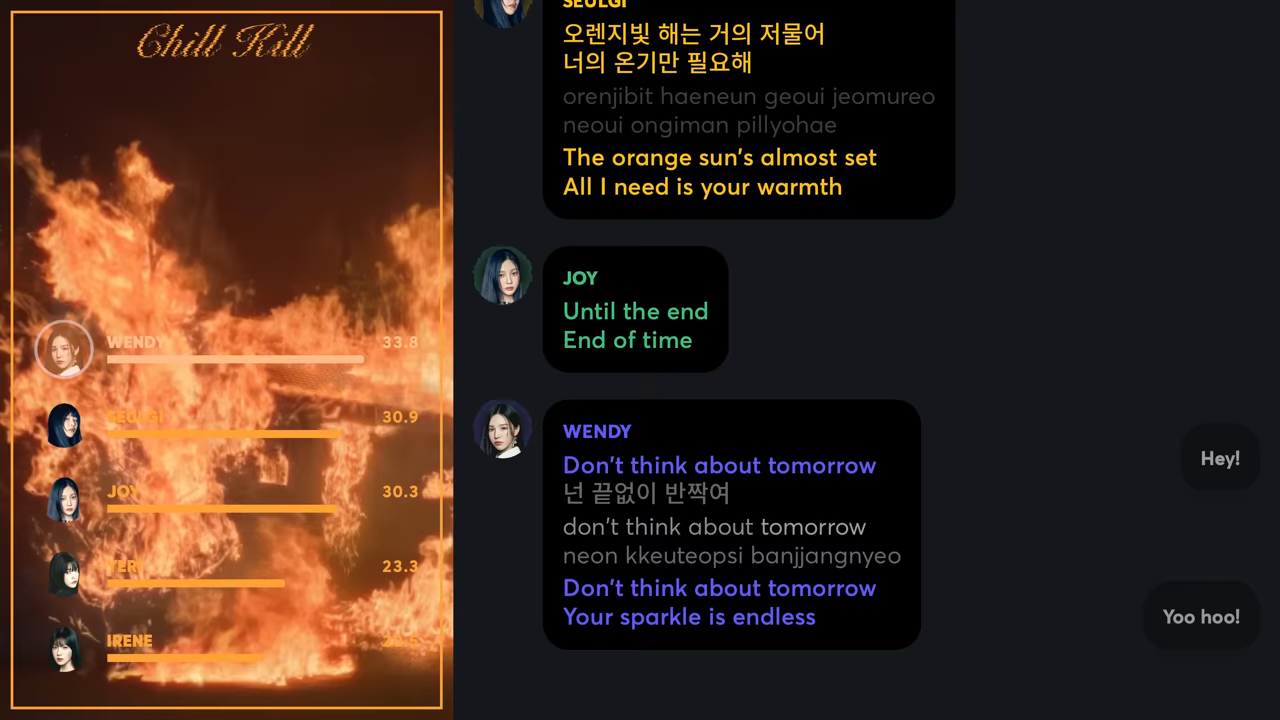 Chill Kill
WENDY
33.8
SEULGI
30.9
JOY
30.3
YERI
23.3
IRENE
SEULGI
오렌지빛 해는 거의 저물어
너의 온기만 필요해
orenjibit haeneun geoui jeomureo
neoui ongiman pillyohae
The orange sun's almost set
All I need is your warmth
JOY
Until the end
End of time
WENDY
Don't think about tomorrow
넌 끝없이 반짝여
don't think about tomorrow
neon kkeuteopsi banjjangnyeo
Don't think about tomorrow
Your sparkle is endless
Hey!
Yoo hoo!